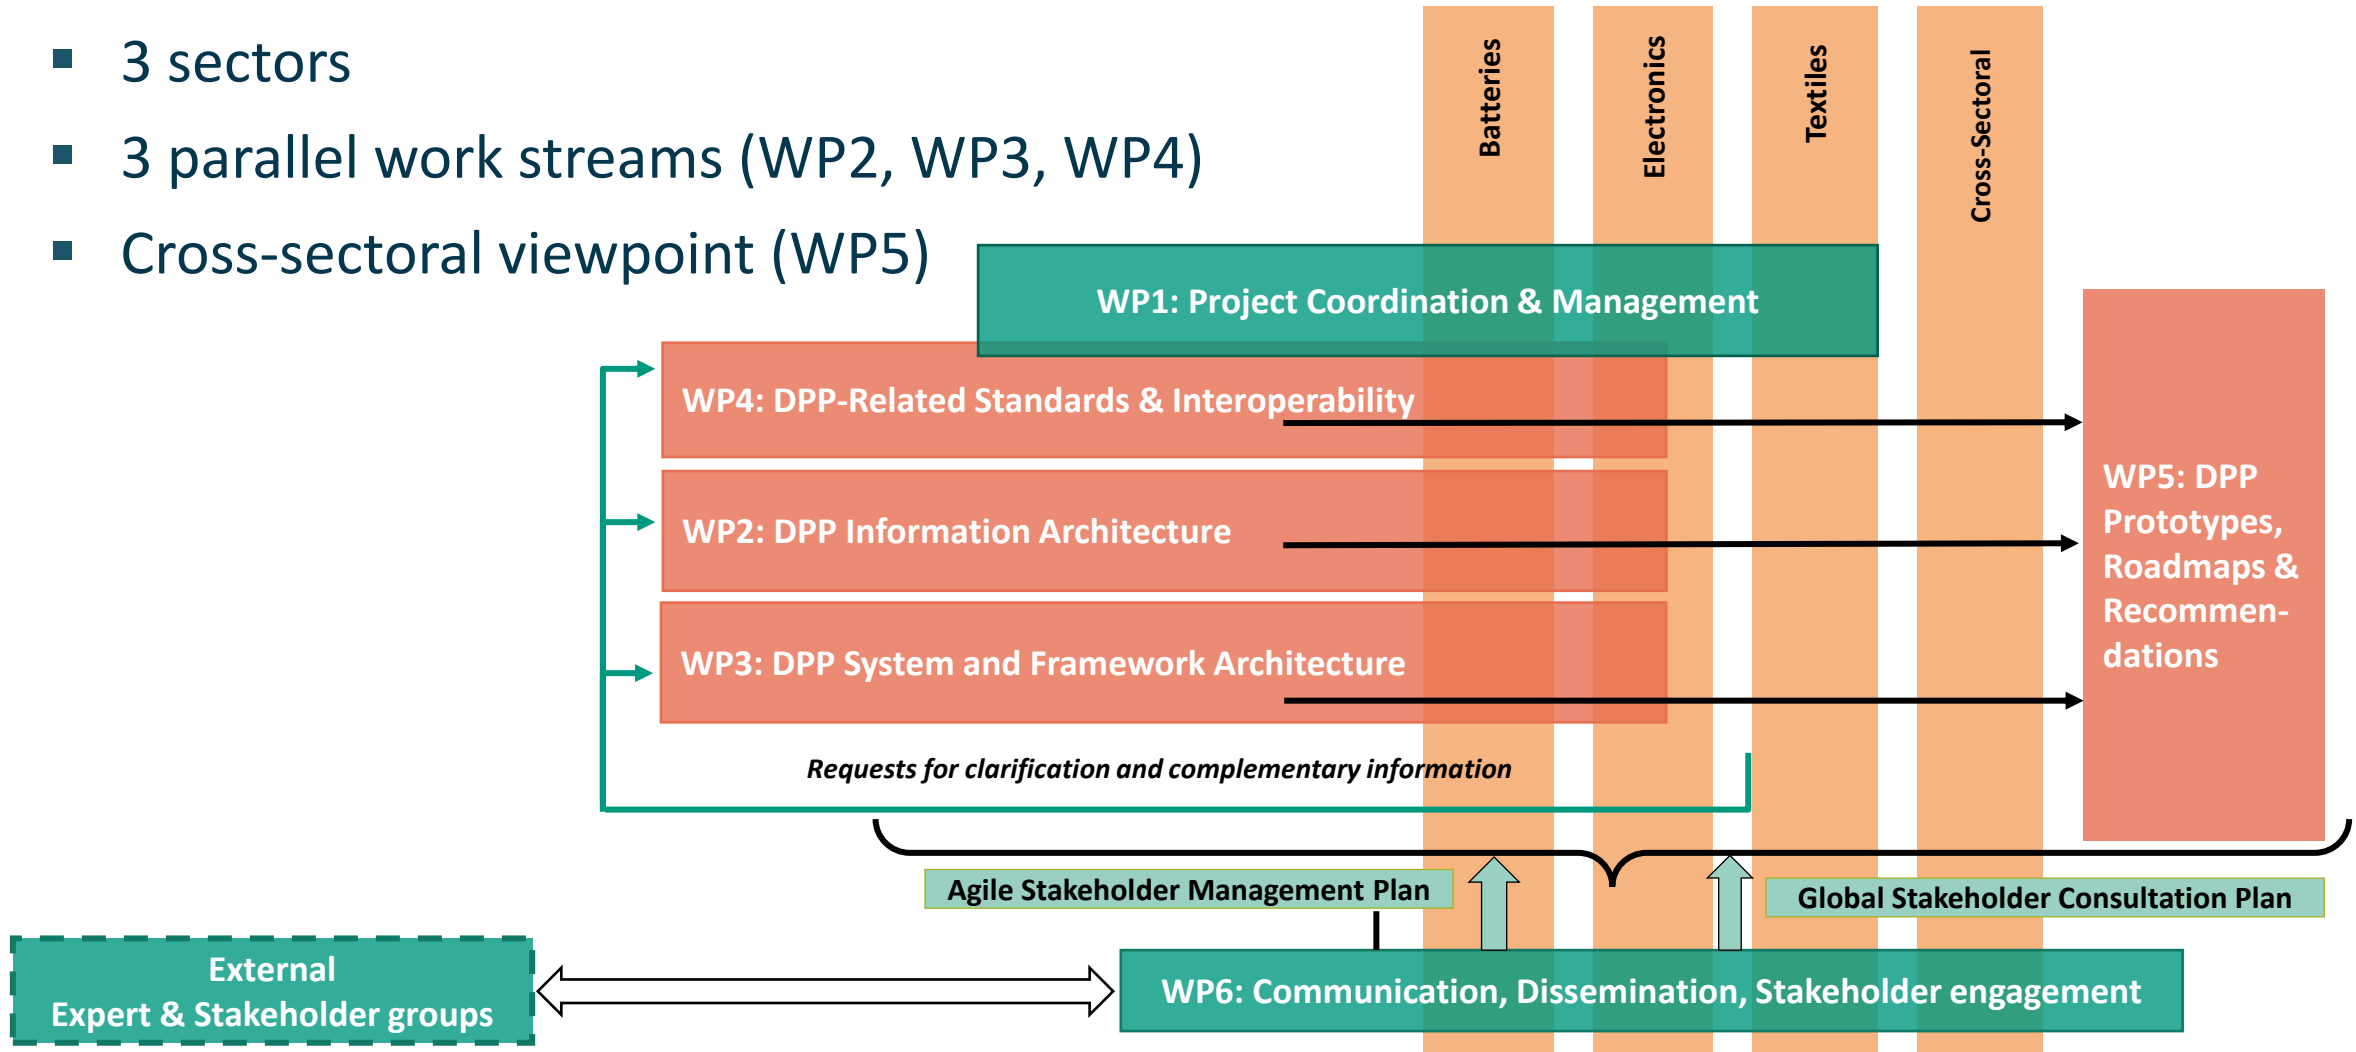 3 sectors
3 parallel work streams (WP2, WP3, WP4)
Cross-sectoral viewpoint (WP5)
Batteries
Electronics
Textiles
Cross-Sectoral
WP1: Project Coordination & Management
WP4: DPP-Related Standards & Interoperability
WP2: DPP Information Architecture
WP3: DPP System and Framework Architecture
WP5: DPP
Prototypes,
Roadmaps &
Recommen-
dations
Requests for clarification and complementary information
Agile Stakeholder Management Plan
Global Stakeholder Consultation Plan
External
Expert & Stakeholder groups
WP6: Communication, Dissemination, Stakeholder engagement